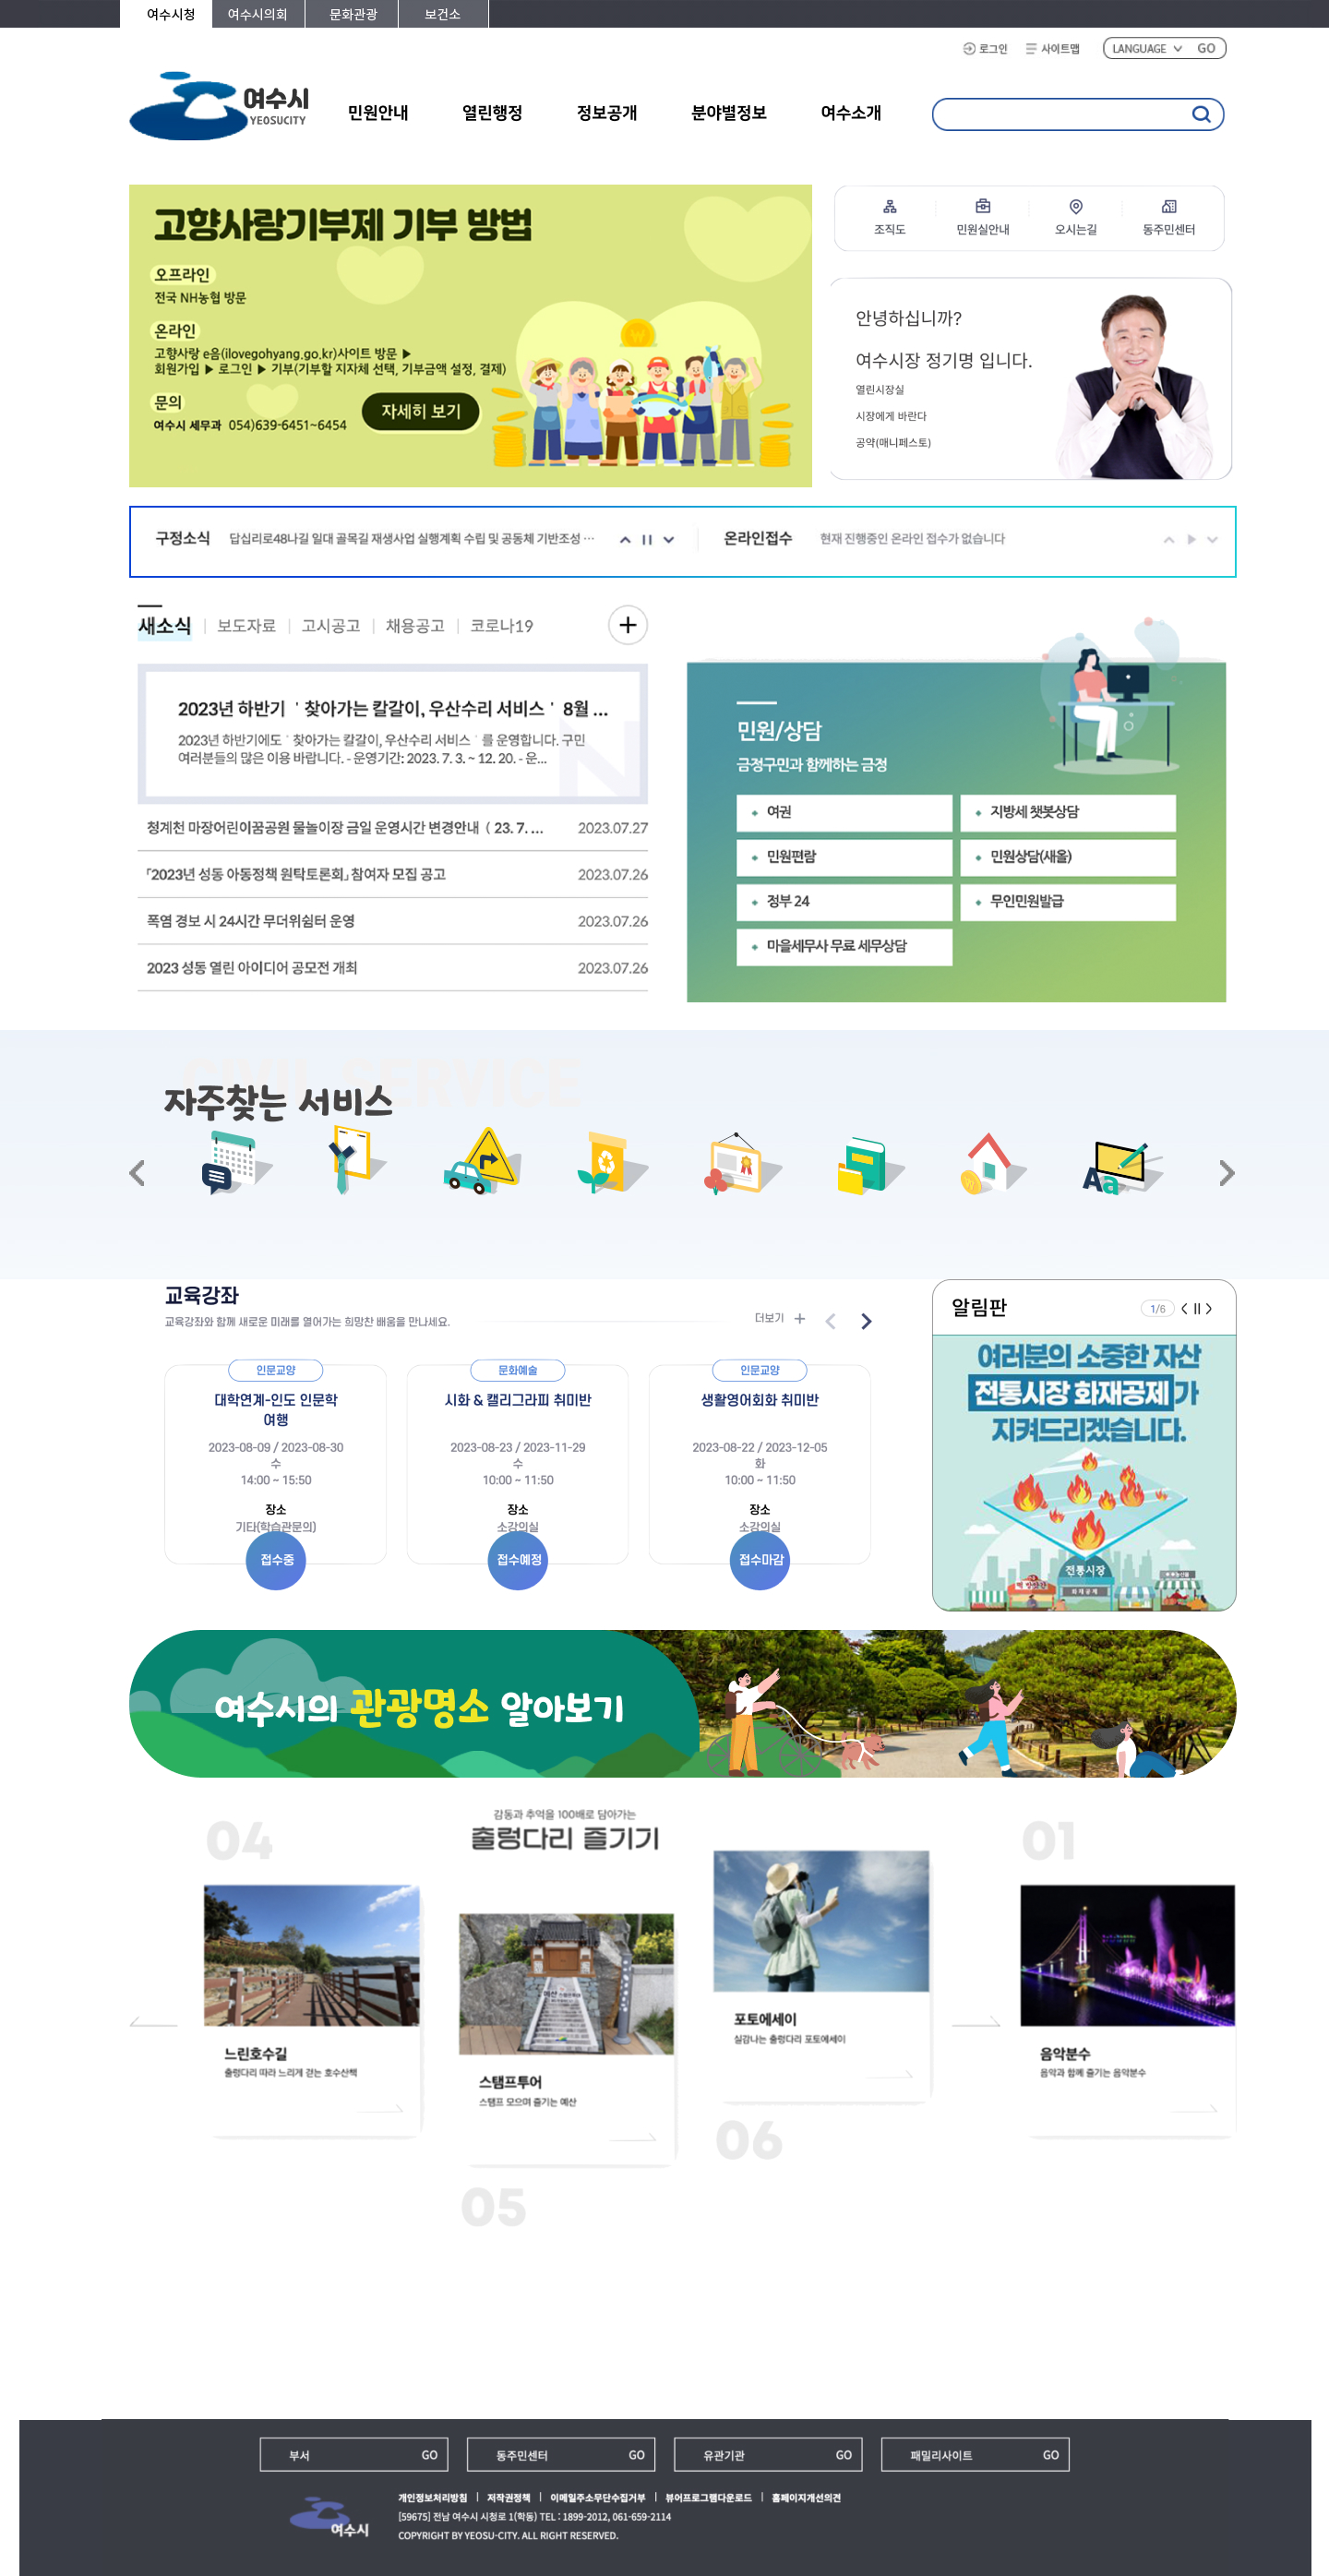 여수시청
여수시의회
문화관광
보건소
로그인
사이트맵
LANGUAGE
GO
여수시
YEOSUCITY
민원안내
열린행정
정보공개
분야별정보
여수소개
고향사랑기부제 기부 방법
오프라인
전국 NH농협 방문
온라인
고향사랑 e음(ilovegohyang.go.kr)사이트 방문 ▶
회원가입 ▶ 로그인 ▶ 기부(기부할 지자체 선택, 기부금액 설정, 결제)
문의
여수시 세무과 054)639-6451~6454
자세히 보기
조직도
민원실안내
오시는길
동주민센터
안녕하십니까?
여수시장 정기명 입니다.
열린시장실
시장에게 바란다
공약(매니페스토)
구정소식
답십리로48나길 일대 골목길 재생사업 실행계획 수립 및 공동체 기반조성 ...
온라인접수
현재 진행중인 온라인 접수가 없습니다
새소식
보도자료
고시공고
채용공고
코로나19
2023년 하반기 ' 찾아가는 칼갈이, 우산수리 서비스 ' 8월 ...
2023년 하반기에도 ' 찾아가는 칼갈이, 우산수리 서비스 ' 를 운영합니다. 구민
여러분들의 많은 이용 바랍니다. - 운영기간: 2023. 7. 3. ~ 12. 20. - 운...
청계천 마장어린이꿈공원 물놀이장 금일 운영시간 변경안내 ( 23. 7. ...
2023.07.27
「2023년 성동 아동정책 원탁토론회」 참여자 모집 공고
2023.07.26
폭염 경보 시 24시간 무더위쉼터 운영
2023.07.26
2023 성동 열린 아이디어 공모전 개최
2023.07.26
민원/상담
금정구민과 함께하는 금정
여권
지방세 챗봇상담
민원편람
민원상담(새올)
정부 24
무인민원발급
마을세무사 무료 세무상담
CIVIL SERVICE
자주찾는 서비스
Aa
교육강좌
교육강좌와 함께 새로운 미래를 열어가는 희망찬 배움을 만나세요.
더보기
인문교양
대학연계-인도 인문학
여행
2023-08-09 / 2023-08-30
수
14:00 ~ 15:50
장소
기타(학습관문의)
접수중
문화예술
시화 & 캘리그라피 취미반
2023-08-23 / 2023-11-29
수
10:00 ~ 11:50
장소
소강의실
접수예정
인문교양
생활영어회화 취미반
2023-08-22 / 2023-12-05
화
10:00 ~ 11:50
장소
소강의실
접수마감
알림판
1/6
여러분의 소중한 자산
전통시장 화재공제가
지켜드리겠습니다.
전통시장
화재공제
여수시의 관광명소 알아보기
감동과 추억을 100배로 담아가는
출렁다리 즐기기
04
느린호수길
출렁다리 따라 느리게 걷는 호수산책
스탬프투어
스탬프 모으며 즐기는 예산
05
포토에세이
실감나는 출렁다리 포토에세이
06
01
음악분수
음악과 함께 즐기는 음악분수
부서
GO
동주민센터
GO
유관기관
GO
패밀리사이트
GO
여수시
개인정보처리방침
저작권정책
이메일주소무단수집거부
뷰어프로그램다운로드
홈페이지개선의견
[59675] 전남 여수시 시청로 1(학동) TEL : 1899-2012, 061-659-2114
COPYRIGHT BY YEOSU-CITY. ALL RIGHT RESERVED.